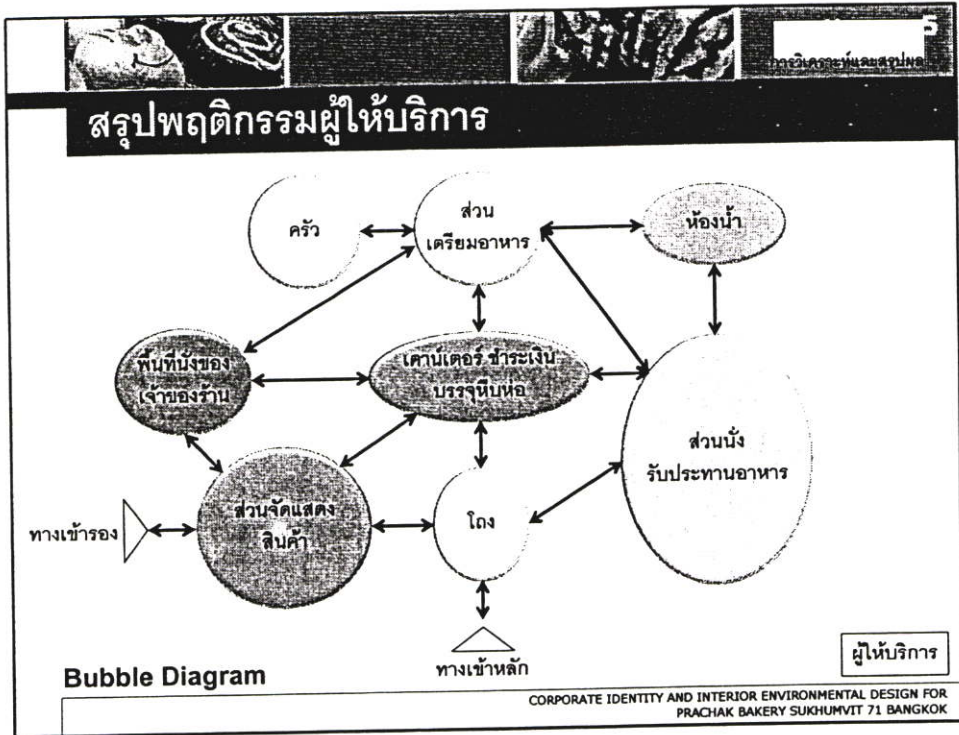 5
การวิเคราะห์และสรุปผล
สรุปพฤติกรรมผู้ให้บริการ
ครัว
ส่วน
เตรียมอาหาร
ห้องน้ำ
พื้นที่นั่งของ
เจ้าของร้าน
เคาน์เตอร์ ชำระเงิน
บรรจุหีบห่อ
ส่วนนั่ง
รับประทานอาหาร
ส่วนจัดแสดง
สินค้า
โถง
ทางเข้ารอง
ทางเข้าหลัก
ผู้ให้บริการ
Bubble Diagram
CORPORATE IDENTITY AND INTERIOR ENVIRONMENTAL DESIGN FOR
PRACHAK BAKERY SUKHUMVIT 71 BANGKOK